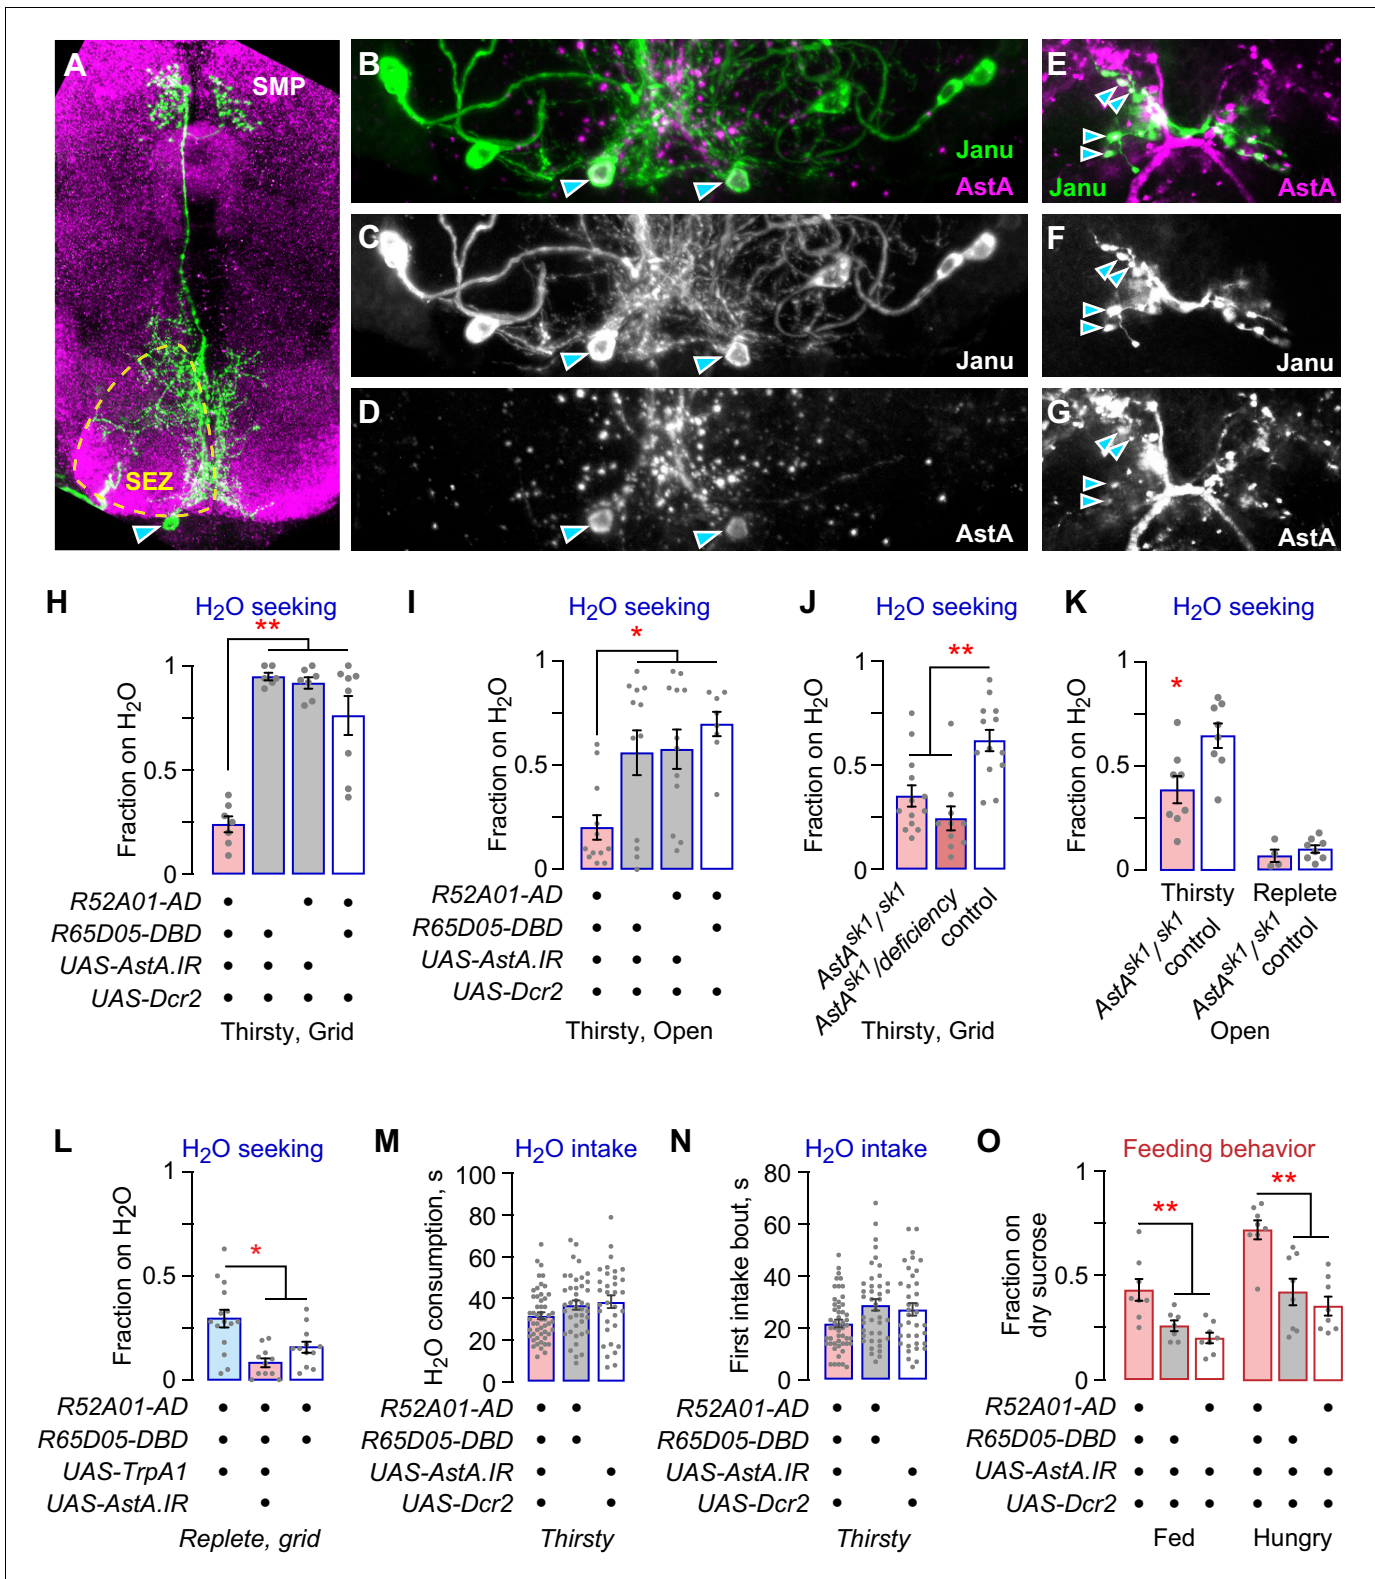 A
SMP
SEZ
B
Janu
AstA
C
Janu
D
AstA
E
Janu
AstA
F
Janu
G
AstA
H
H2O seeking
**
Fraction on H2O
1
0.5
0
R52A01-AD
R65D05-DBD
UAS-AstA.IR
UAS-Dcr2
Thirsty, Grid
I
H2O seeking
*
Fraction on H2O
1
0.5
0
R52A01-AD
R65D05-DBD
UAS-AstA.IR
UAS-Dcr2
Thirsty, Open
J
H2O seeking
**
Fraction on H2O
1
0.5
0
AstA^sk1/sk1
AstA^sk1/deficiency
control
Thirsty, Grid
K
H2O seeking
*
Fraction on H2O
1
0.5
0
Thirsty
Replete
AstA^sk1/sk1
control
AstA^sk1/sk1
control
Open
L
H2O seeking
*
Fraction on H2O
1
0.5
0
R52A01-AD
R65D05-DBD
UAS-TrpA1
UAS-AstA.IR
Replete, grid
M
H2O intake
H2O consumption, s
100
80
60
40
20
0
R52A01-AD
R65D05-DBD
UAS-AstA.IR
UAS-Dcr2
Thirsty
N
H2O intake
First intake bout, s
80
60
40
20
0
R52A01-AD
R65D05-DBD
UAS-AstA.IR
UAS-Dcr2
Thirsty
O
Feeding behavior
**
**
Fraction on
dry sucrose
1
0.5
0
R52A01-AD
R65D05-DBD
UAS-AstA.IR
UAS-Dcr2
Fed
Hungry